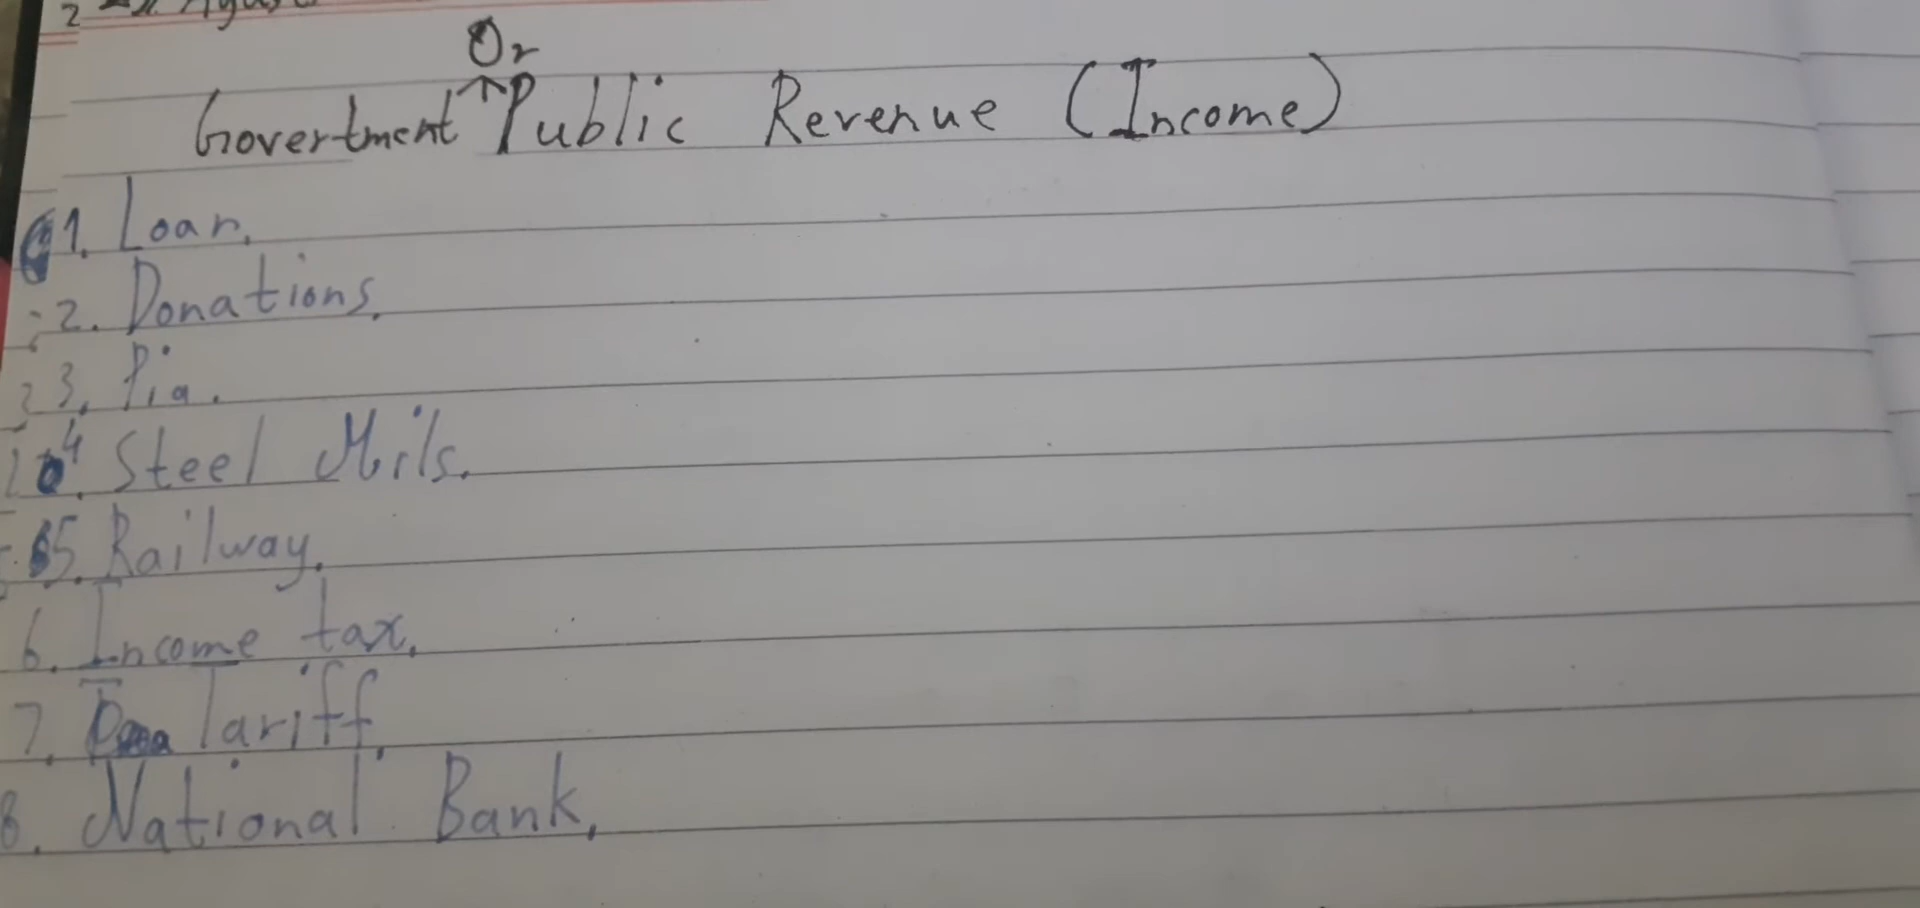 Or
Govertment Public Revenue (Income)
1. Loan.
2. Donations.
3. Pia.
4. Steel Mils.
5. Railway.
6. Income tax.
7. Tariff.
8. National Bank.